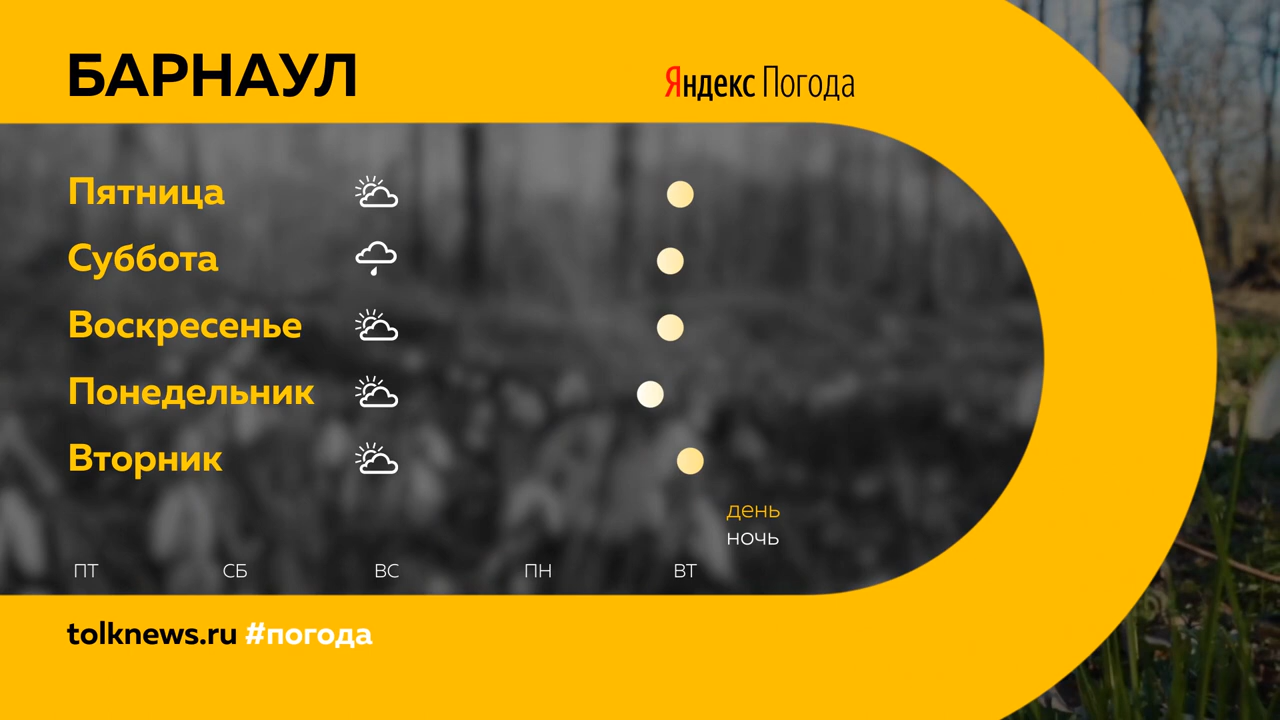 БАРНАУЛ
Яндекс Погода
Пятница
Суббота
Воскресенье
Понедельник
Вторник
день
ночь
ПТ СБ ВС ПН ВТ
tolknews.ru #погода